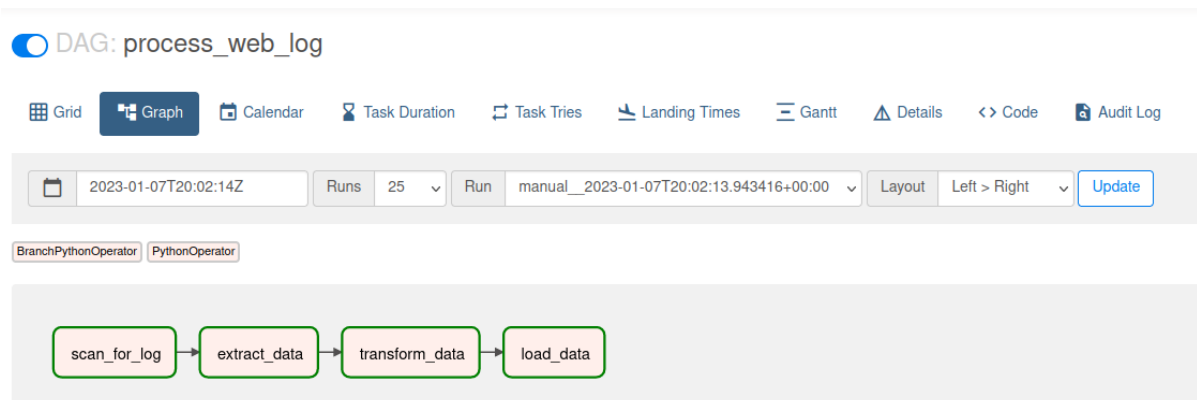 DAG: process_web_log
Grid Graph Calendar Task Duration Task Tries Landing Times Gantt Details <> Code Audit Log
2023-01-07T20:02:14Z Runs 25 Run manual__2023-01-07T20:02:13.943416+00:00 Layout Left > Right Update
BranchPythonOperator PythonOperator
scan_for_log extract_data transform_data load_data